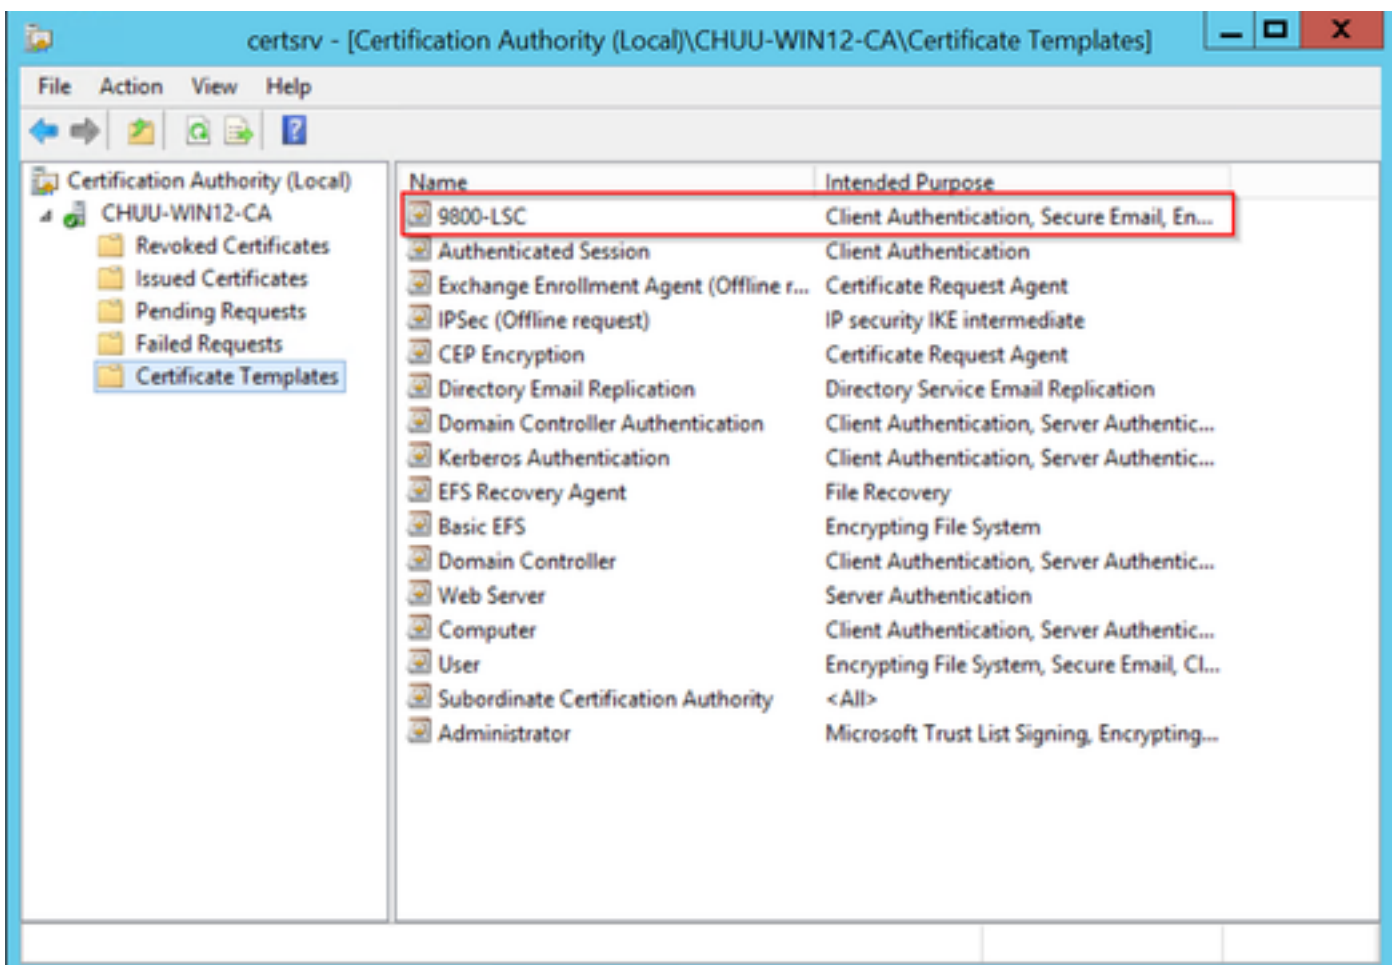 certsrv - [Certification Authority (Local)\CHUU-WIN12-CA\Certificate Templates]
File Action View Help
Certification Authority (Local)
CHUU-WIN12-CA
Revoked Certificates
Issued Certificates
Pending Requests
Failed Requests
Certificate Templates
Name Intended Purpose
9800-LSC Client Authentication, Secure Email, En...
Authenticated Session Client Authentication
Exchange Enrollment Agent (Offline r... Certificate Request Agent
IPSec (Offline request) IP security IKE intermediate
CEP Encryption Certificate Request Agent
Directory Email Replication Directory Service Email Replication
Domain Controller Authentication Client Authentication, Server Authentic...
Kerberos Authentication Client Authentication, Server Authentic...
EFS Recovery Agent File Recovery
Basic EFS Encrypting File System
Domain Controller Client Authentication, Server Authentic...
Web Server Server Authentication
Computer Client Authentication, Server Authentic...
User Encrypting File System, Secure Email, Cl...
Subordinate Certification Authority <All>
Administrator Microsoft Trust List Signing, Encrypting...